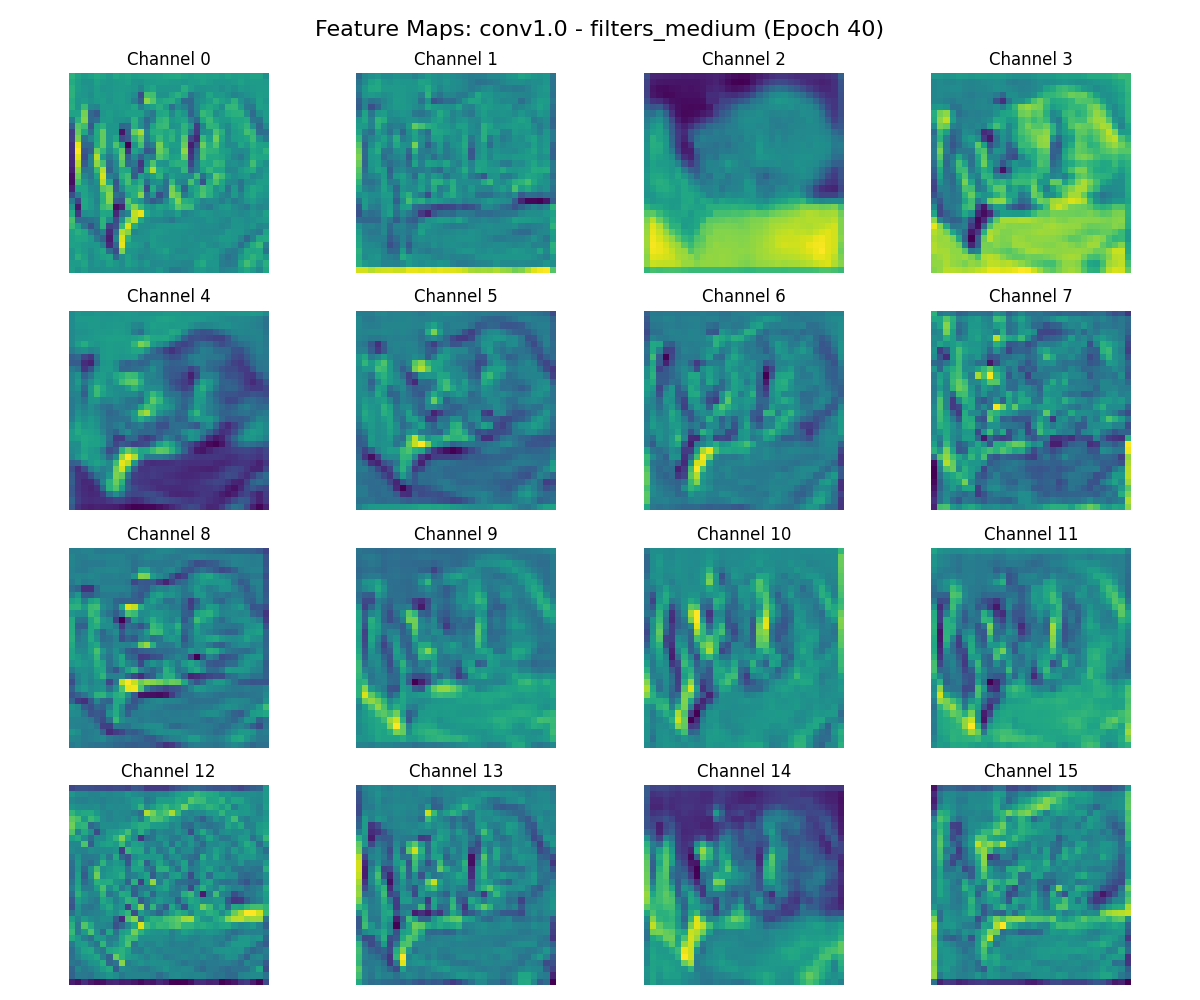 Feature Maps: conv1.0 - filters_medium (Epoch 40)
Channel 0
Channel 1
Channel 2
Channel 3
Channel 4
Channel 5
Channel 6
Channel 7
Channel 8
Channel 9
Channel 10
Channel 11
Channel 12
Channel 13
Channel 14
Channel 15